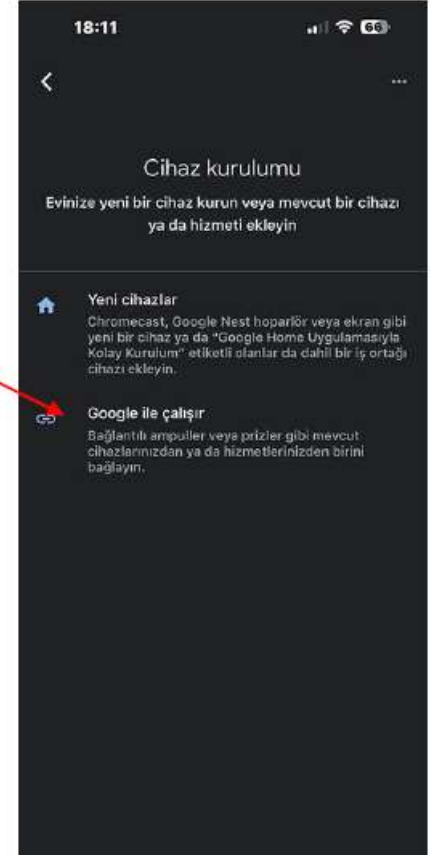 18:11
66
Cihaz kurulumu
Evinize yeni bir cihaz kurun veya mevcut bir cihazı
ya da hizmeti ekleyin
Yeni cihazlar
Chromecast, Google Nest hoparlör veya ekran gibi
yeni bir cihaz ya da "Google Home Uygulamasıyla
Kolay Kurulum" etiketli olanlar da dahil bir iş ortağı
cihazı ekleyin.
Google ile çalışır
Bağlantılı ampuller veya prizler gibi mevcut
cihazlarınızdan ya da hizmetlerinizden birini
bağlayın.